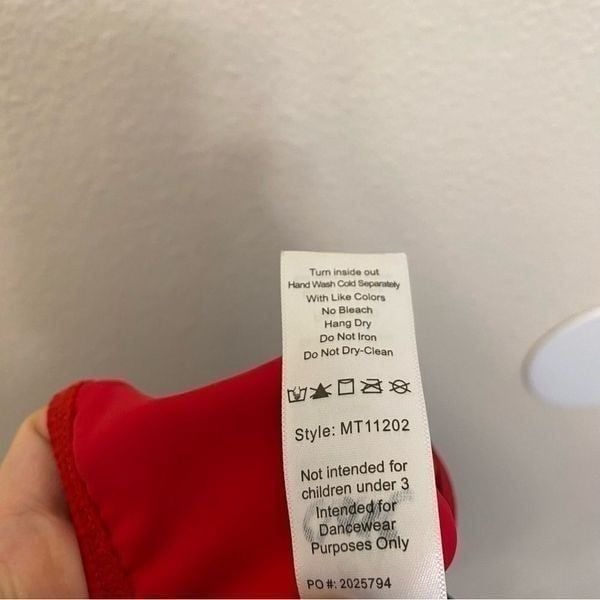 Turn inside out
Hand Wash Cold Separately
With Like Colors
No Bleach
Hang Dry
Do Not Iron
Do Not Dry-Clean
Style: MT11202
Not intended for
children under 3
Intended for
Dancewear
Purposes Only
PO#: 2025794